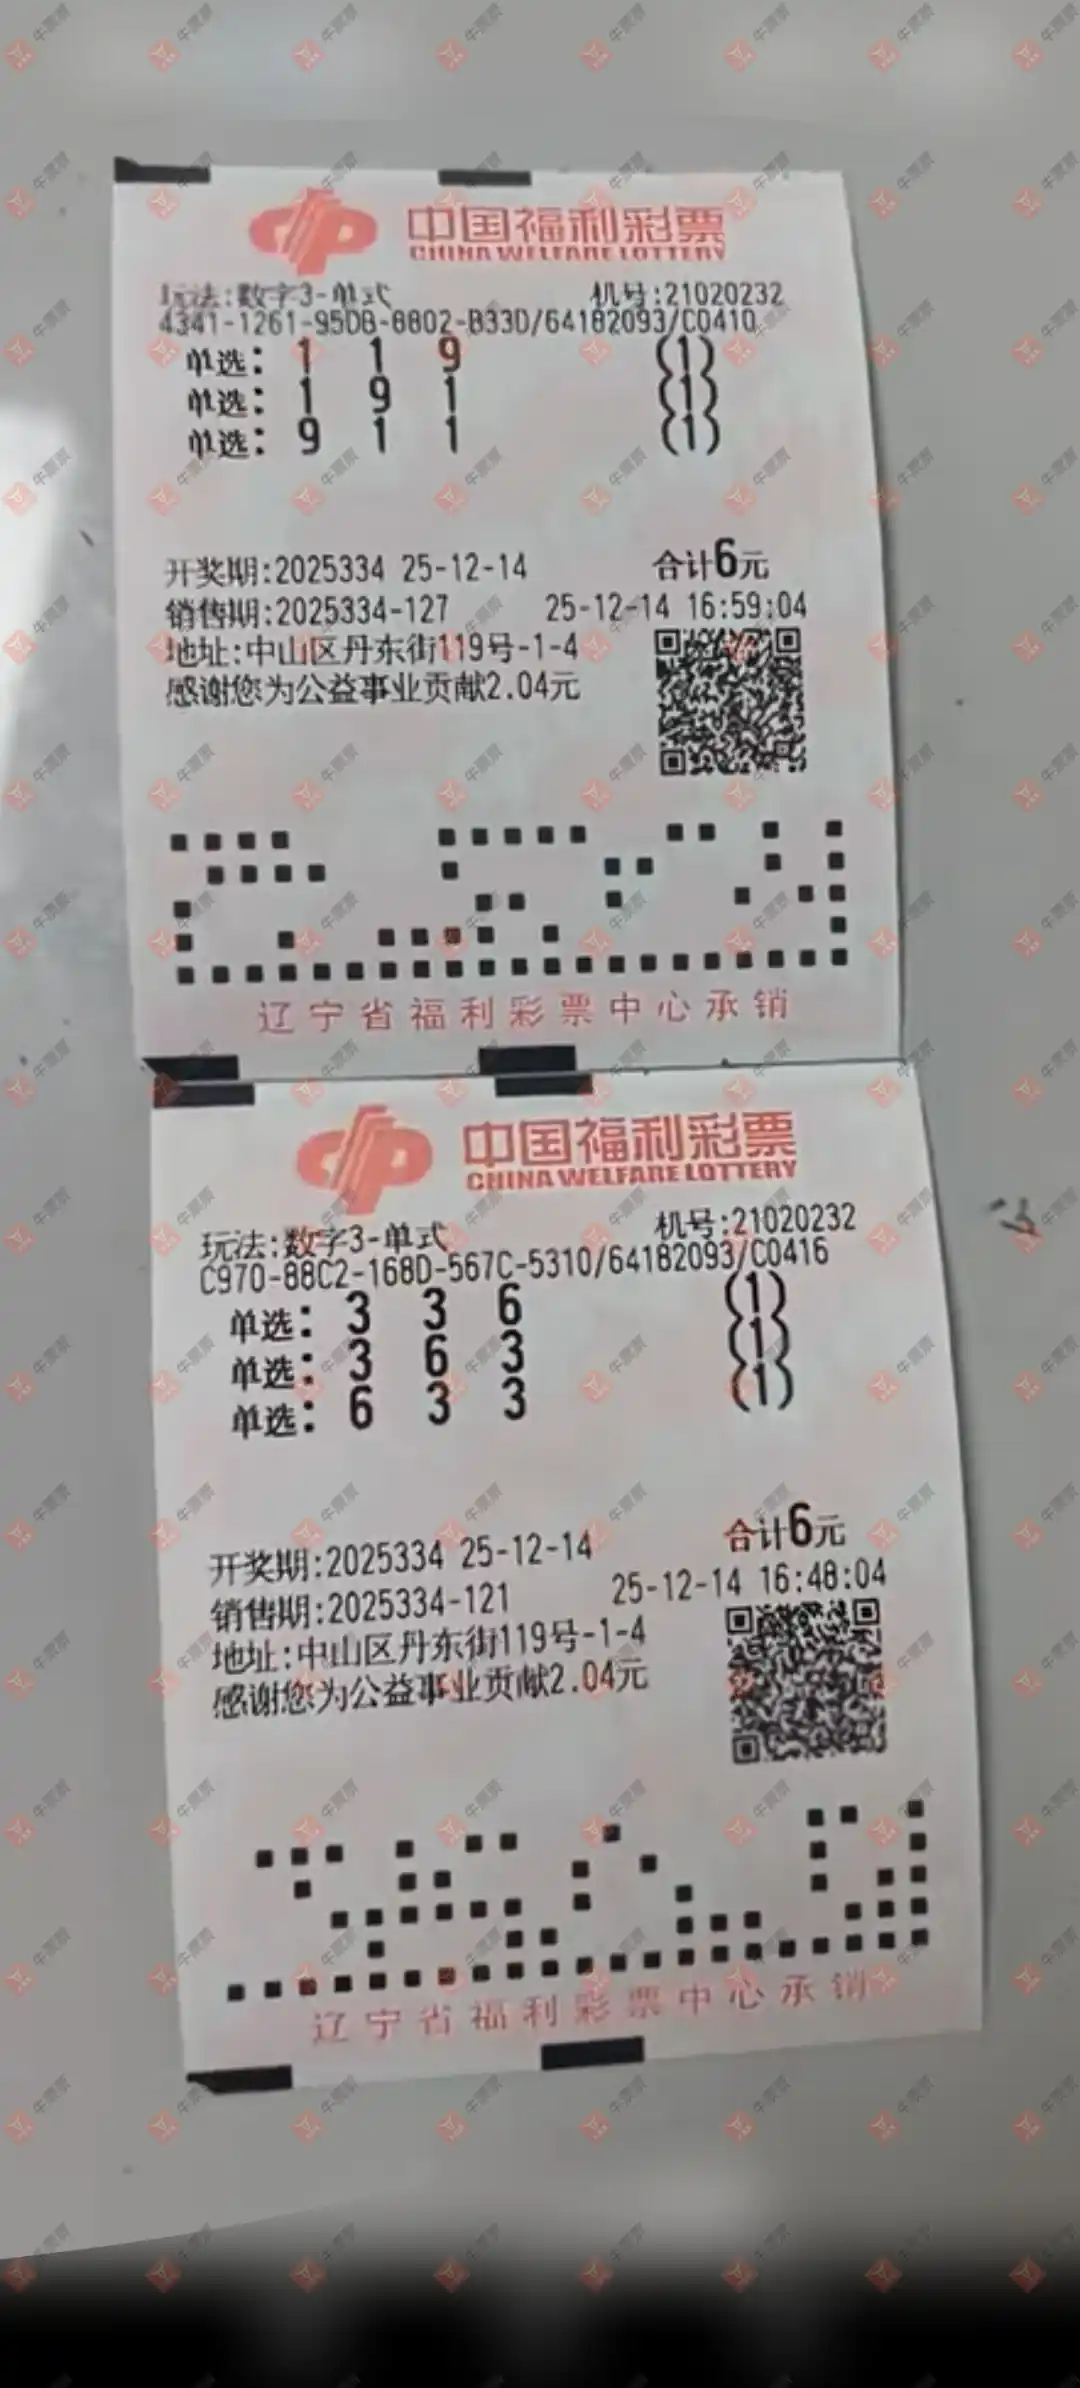 中国福利彩票
CHINA WELFARE LOTTERY
玩法:数字3-单式 机号:21020232
4341-1261-95DB-8802-B33D/64182093/C0410
单选: 1 1 9 (1)
单选: 1 9 1 (1)
单选: 9 1 1 (1)
开奖期:2025334 25-12-14 合计6元
销售期:2025334-127 25-12-14 16:59:04
地址:中山区丹东街119号-1-4
感谢您为公益事业贡献2.04元
辽宁省福利彩票中心承销
中国福利彩票
CHINA WELFARE LOTTERY
玩法:数字3-单式 机号:21020232
C970-88C2-168D-567C-5310/64182093/C0416
单选: 3 3 6 (1)
单选: 3 6 3 (1)
单选: 6 3 3 (1)
开奖期:2025334 25-12-14 合计6元
销售期:2025334-121 25-12-14 16:48:04
地址:中山区丹东街119号-1-4
感谢您为公益事业贡献2.04元
辽宁省福利彩票中心承销